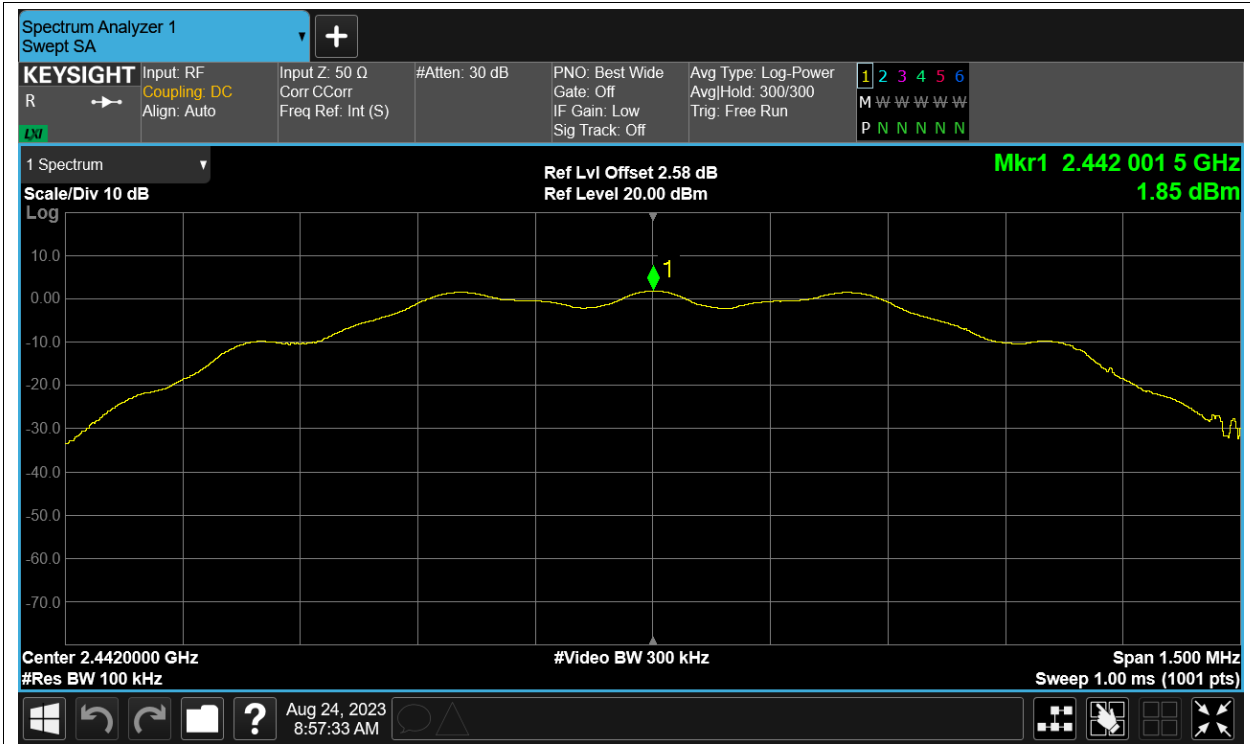 Spectrum Analyzer 1
Swept SA
KEYSIGHT
R
LXI
Input: RF
Coupling: DC
Align: Auto
Input Z: 50 Ω
Corr CCorr
Freq Ref: Int (S)
#Atten: 30 dB
PNO: Best Wide
Gate: Off
IF Gain: Low
Sig Track: Off
Avg Type: Log-Power
Avg|Hold: 300/300
Trig: Free Run
1 2 3 4 5 6
M W W W W W
P N N N N N
1 Spectrum
Scale/Div 10 dB
Log
Ref Lvl Offset 2.58 dB
Ref Level 20.00 dBm
Mkr1 2.442 001 5 GHz
1.85 dBm
1
10.0
0.00
-10.0
-20.0
-30.0
-40.0
-50.0
-60.0
-70.0
Center 2.4420000 GHz
#Res BW 100 kHz
#Video BW 300 kHz
Span 1.500 MHz
Sweep 1.00 ms (1001 pts)
?
Aug 24, 2023
8:57:33 AM